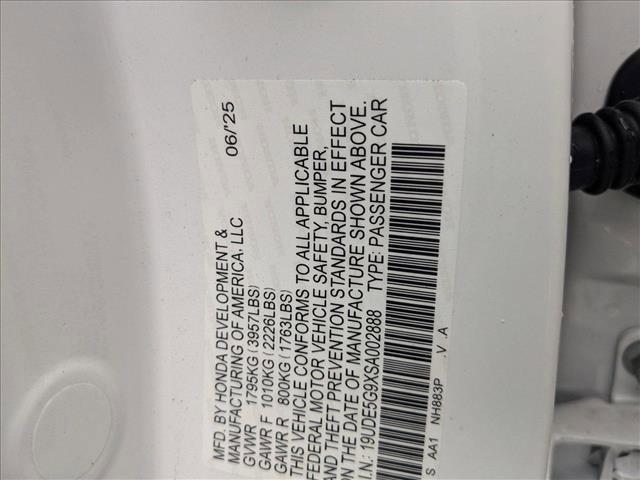 MFD. BY HONDA DEVELOPMENT &
MANUFACTURING OF AMERICA, LLC 06/'25
GVWR 1795KG (3957LBS)
GAWR F 1010KG (2226LBS)
GAWR R 800KG (1763LBS)
THIS VEHICLE CONFORMS TO ALL APPLICABLE
FEDERAL MOTOR VEHICLE SAFETY, BUMPER,
AND THEFT PREVENTION STANDARDS IN EFFECT
ON THE DATE OF MANUFACTURE SHOWN ABOVE.
I.N.: 19UDE5G9XSA002888 TYPE: PASSENGER CAR
S AA1 NH883P .V .A